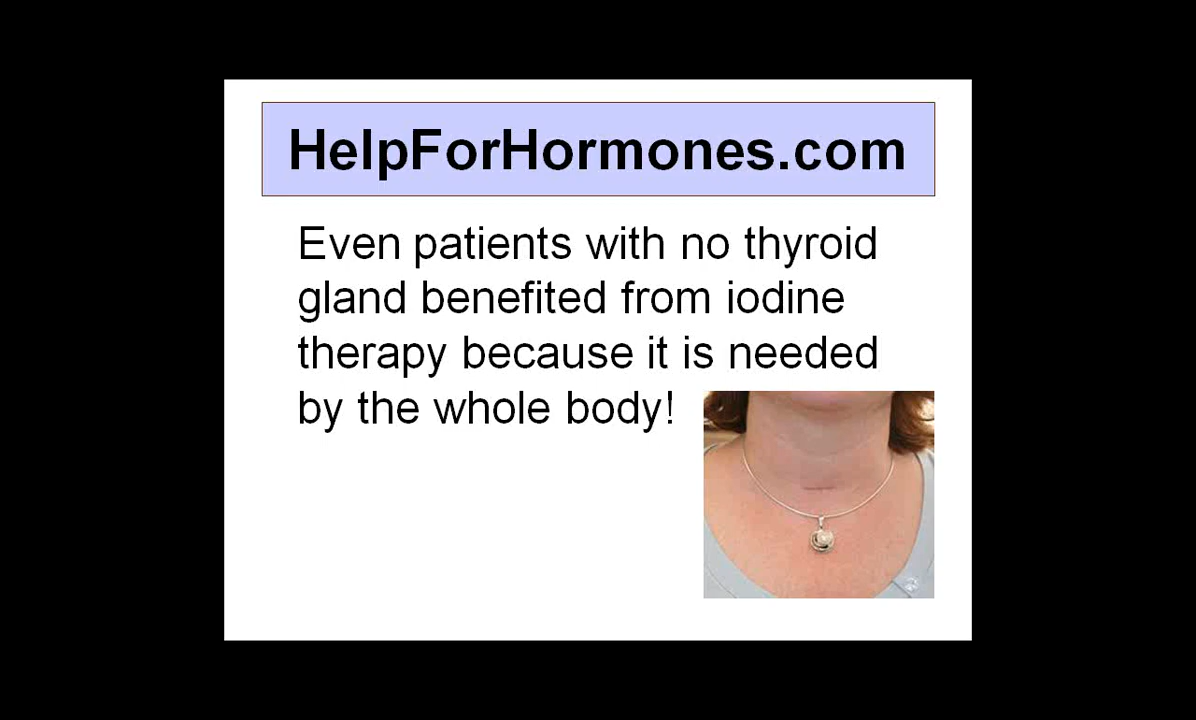 HelpForHormones.com
Even patients with no thyroid
gland benefited from iodine
therapy because it is needed
by the whole body!